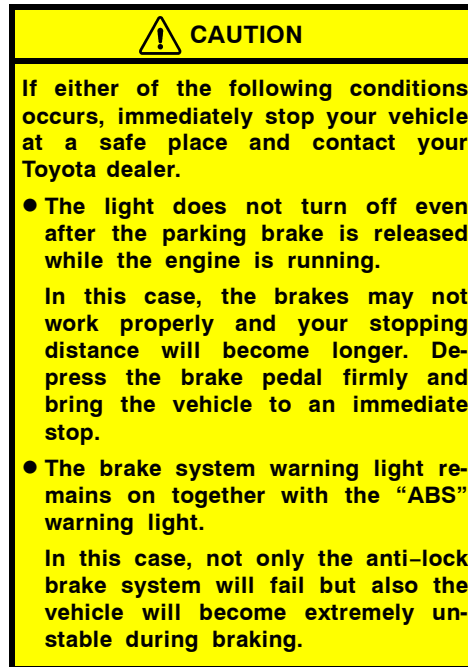 CAUTION
If either of the following conditions
occurs, immediately stop your vehicle
at a safe place and contact your
Toyota dealer.
● The light does not turn off even
after the parking brake is released
while the engine is running.
In this case, the brakes may not
work properly and your stopping
distance will become longer. De-
press the brake pedal firmly and
bring the vehicle to an immediate
stop.
● The brake system warning light re-
mains on together with the “ABS”
warning light.
In this case, not only the anti−lock
brake system will fail but also the
vehicle will become extremely un-
stable during braking.